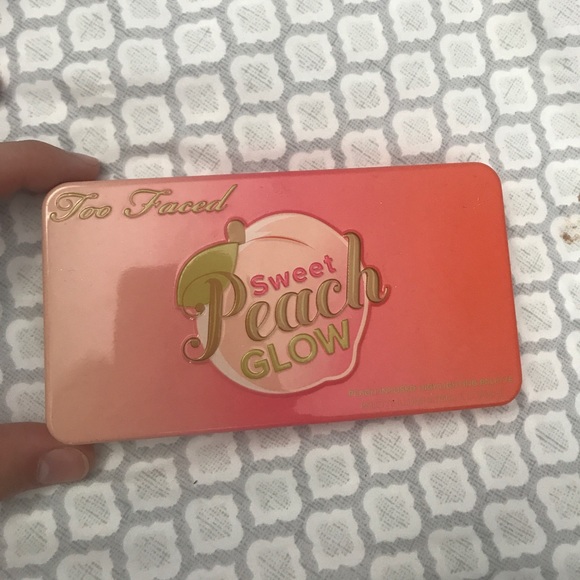 Too Faced
Sweet
Peach
GLOW